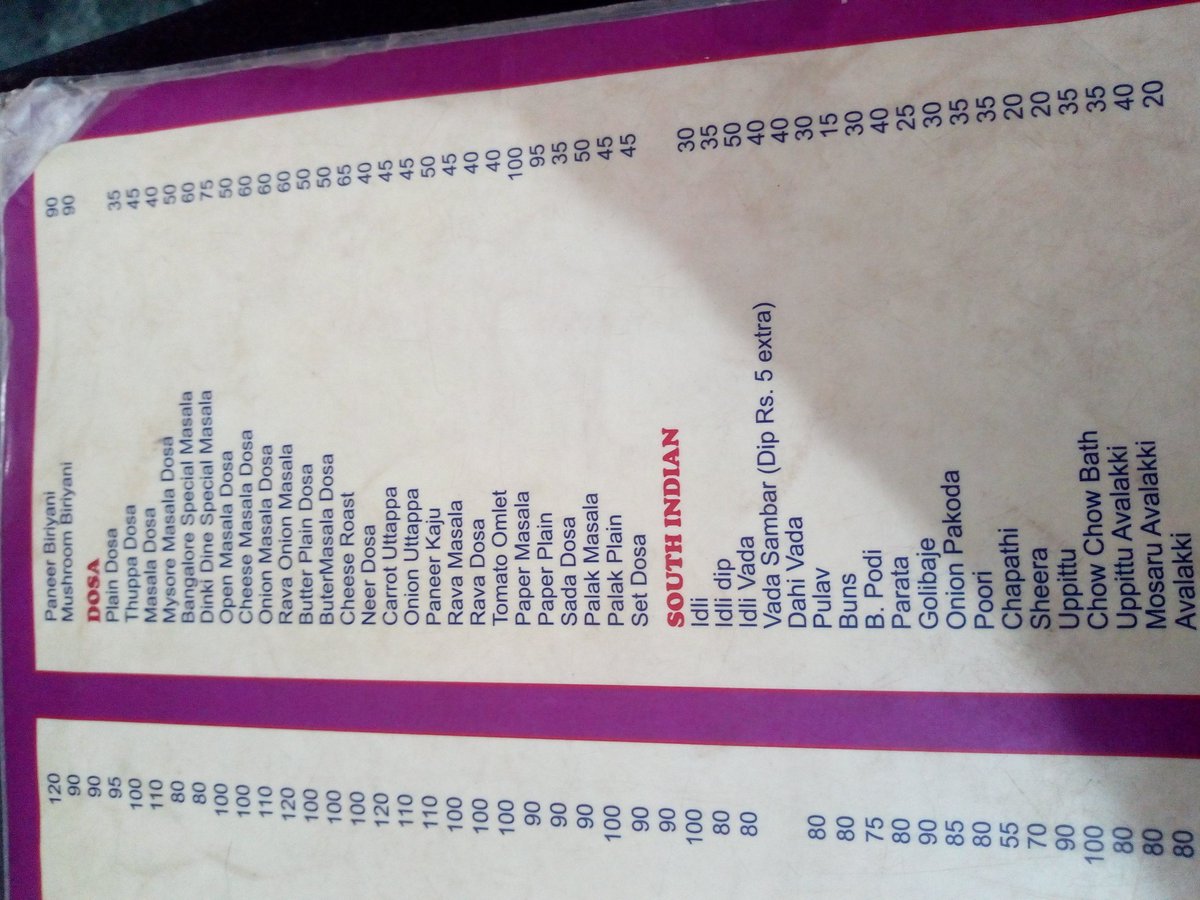 120
90
90
95
100
110
80
80
100
100
110
120
100
100
100
120
110
110
100
100
100
90
90
90
100
90
90
100
80
80
80
80
75
80
90
85
80
55
70
90
100
80
80
80
Paneer Biriyani 90
Mushroom Biriyani 90
DOSA
Plain Dosa 35
Thuppa Dosa 45
Masala Dosa 40
Mysore Masala Dosa 50
Bangalore Special Masala 60
Dinki Dine Special Masala 75
Open Masala Dosa 50
Cheese Masala Dosa 60
Onion Masala Dosa 60
Rava Onion Masala 60
Butter Plain Dosa 50
ButerMasala Dosa 50
Cheese Roast 65
Neer Dosa 40
Carrot Uttappa 45
Onion Uttappa 45
Paneer Kaju 50
Rava Masala 45
Rava Dosa 40
Tomato Omlet 40
Paper Masala 100
Paper Plain 95
Sada Dosa 35
Palak Masala 50
Palak Plain 45
Set Dosa 45
SOUTH INDIAN
Idli 30
Idli dip 35
Idli Vada 50
Vada Sambar (Dip Rs. 5 extra) 40
Dahi Vada 40
Pulav 30
Buns 15
B. Podi 30
Parata 40
Golibaje 25
Onion Pakoda 30
Poori 35
Chapathi 35
Sheera 20
Uppittu 20
Chow Chow Bath 35
Uppittu Avalakki 35
Mosaru Avalakki 40
Avalakki 20